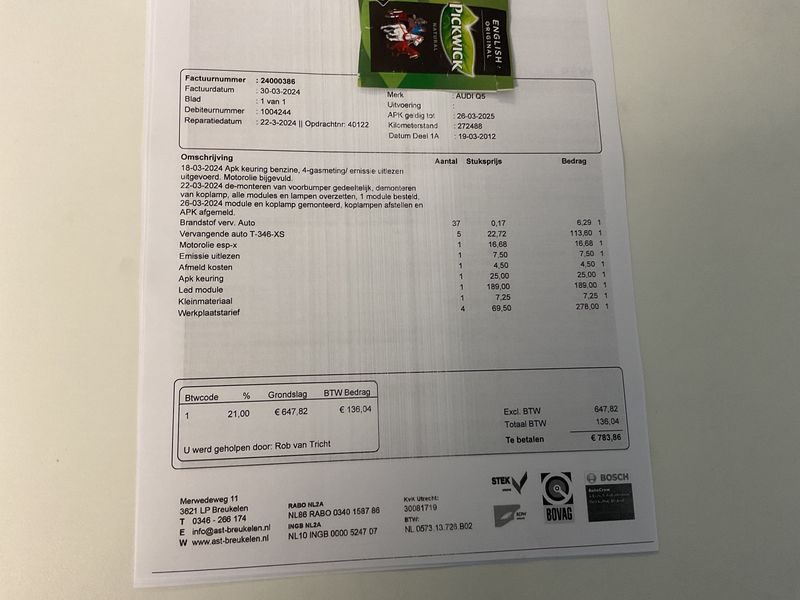 ENGLISH
ORIGINAL
PICKWICK
NATURAL
Factuurnummer : 24000386
Factuurdatum : 30-03-2024
Blad : 1 van 1
Debiteurnummer : 1004244
Reparatiedatum : 22-3-2024 || Opdrachtnr: 40122
Merk : AUDI Q5
Uitvoering :
APK geldig tot : 26-03-2025
Kilometerstand : 272488
Datum Deel 1A : 19-03-2012
Omschrijving Aantal Stuksprijs Bedrag
18-03-2024 Apk keuring benzine, 4-gasmeting/ emissie uitlezen
uitgevoerd. Motorolie bijgevuld.
22-03-2024 de-monteren van voorbumper gedeeltelijk, demonteren
van koplamp, alle modules en lampen overzetten, 1 module besteld,
26-03-2024 module en koplamp gemonteerd, koplampen afstellen en
APK afgemeld.
Brandstof verv. Auto 37 0,17 6,29 1
Vervangende auto T-346-XS 5 22,72 113,60 1
Motorolie esp-x 1 16,68 16,68 1
Emissie uitlezen 1 7,50 7,50 1
Afmeld kosten 1 4,50 4,50 1
Apk keuring 1 25,00 25,00 1
Led module 1 189,00 189,00 1
Kleinmateriaal 1 7,25 7,25 1
Werkplaatstarief 4 69,50 278,00 1
Btwcode % Grondslag BTW Bedrag
1 21,00 € 647,82 € 136,04
U werd geholpen door: Rob van Tricht
Excl. BTW 647,82
Totaal BTW 136,04
Te betalen € 783,86
Merwedeweg 11
3621 LP Breukelen
T 0346 - 266 174
E info@ast-breukelen.nl
W www.ast-breukelen.nl
RABO NL2A
NL86 RABO 0340 1587 86
INGB NL2A
NL10 INGB 0000 5247 07
KvK Utrecht:
30081719
BTW:
NL 0573.13.726.B02
STEK
BOVAG
BOSCH